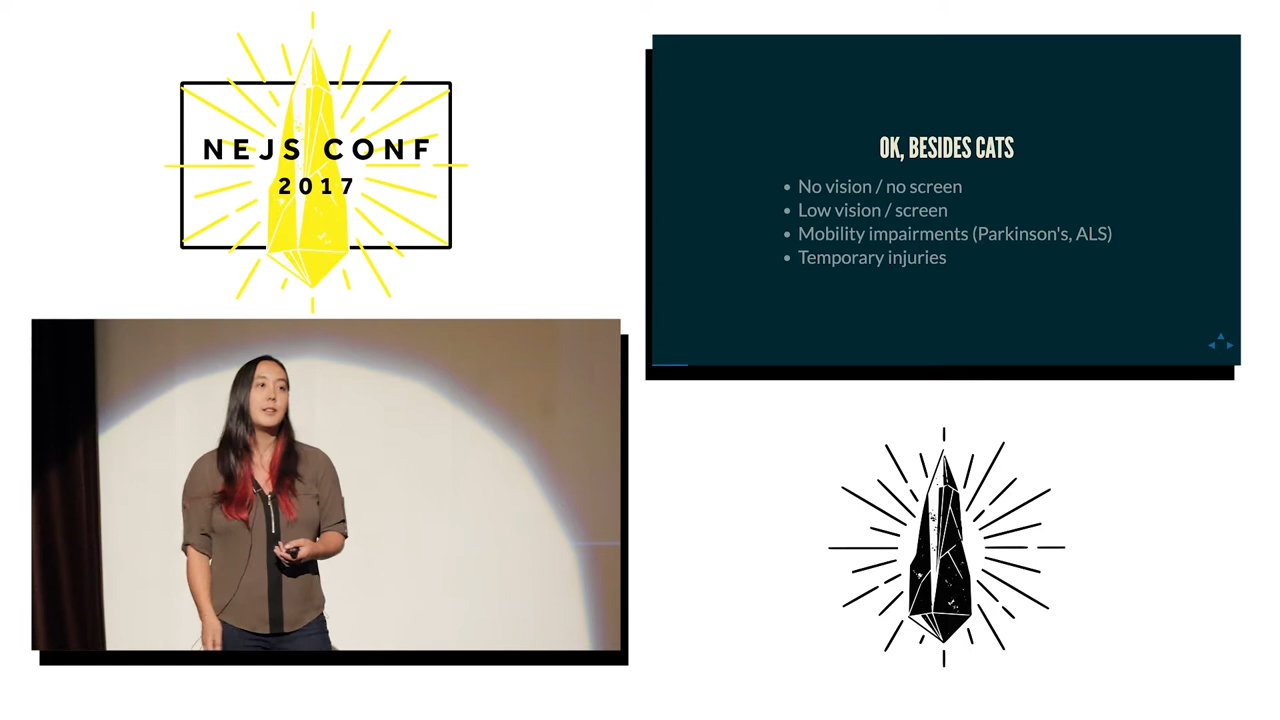 NEJS CONF
2017
OK, BESIDES CATS
No vision / no screen
Low vision / screen
Mobility impairments (Parkinson's, ALS)
Temporary injuries